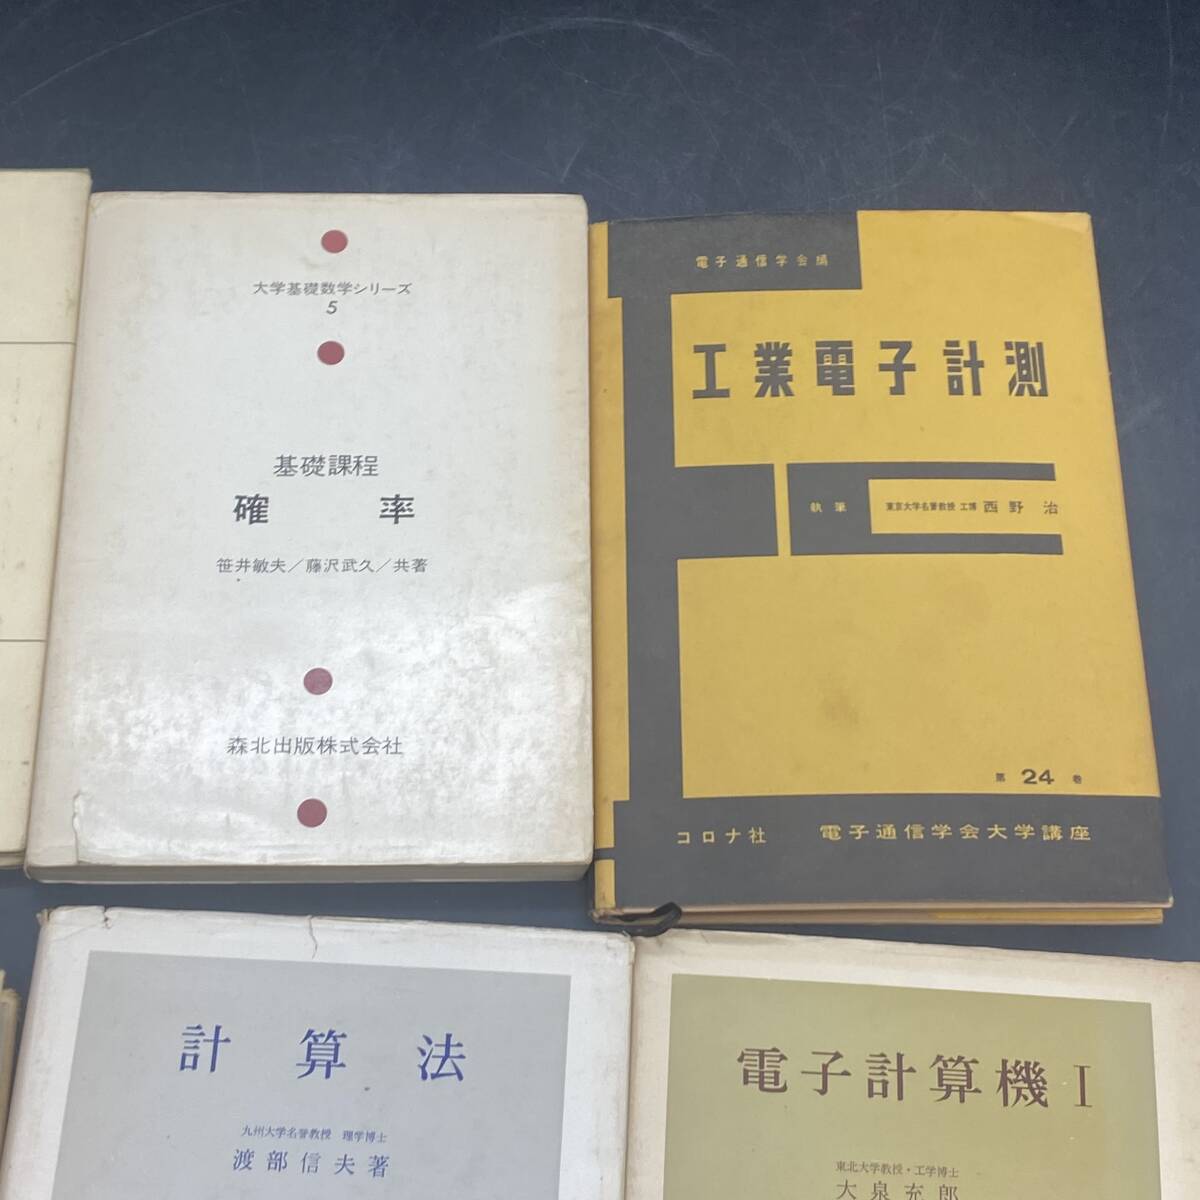 大学基礎数学シリーズ
5
基礎課程
確率
笹井敏夫／藤沢武久／共著
森北出版株式会社
電子通信学会編
工業電子計測
執筆 東京大学名誉教授 工博 西野治
第 24 巻
コロナ社 電子通信学会大学講座
計算法
九州大学名誉教授 理学博士
渡部信夫著
電子計算機 I
東北大学教授・工学博士
大泉充郎